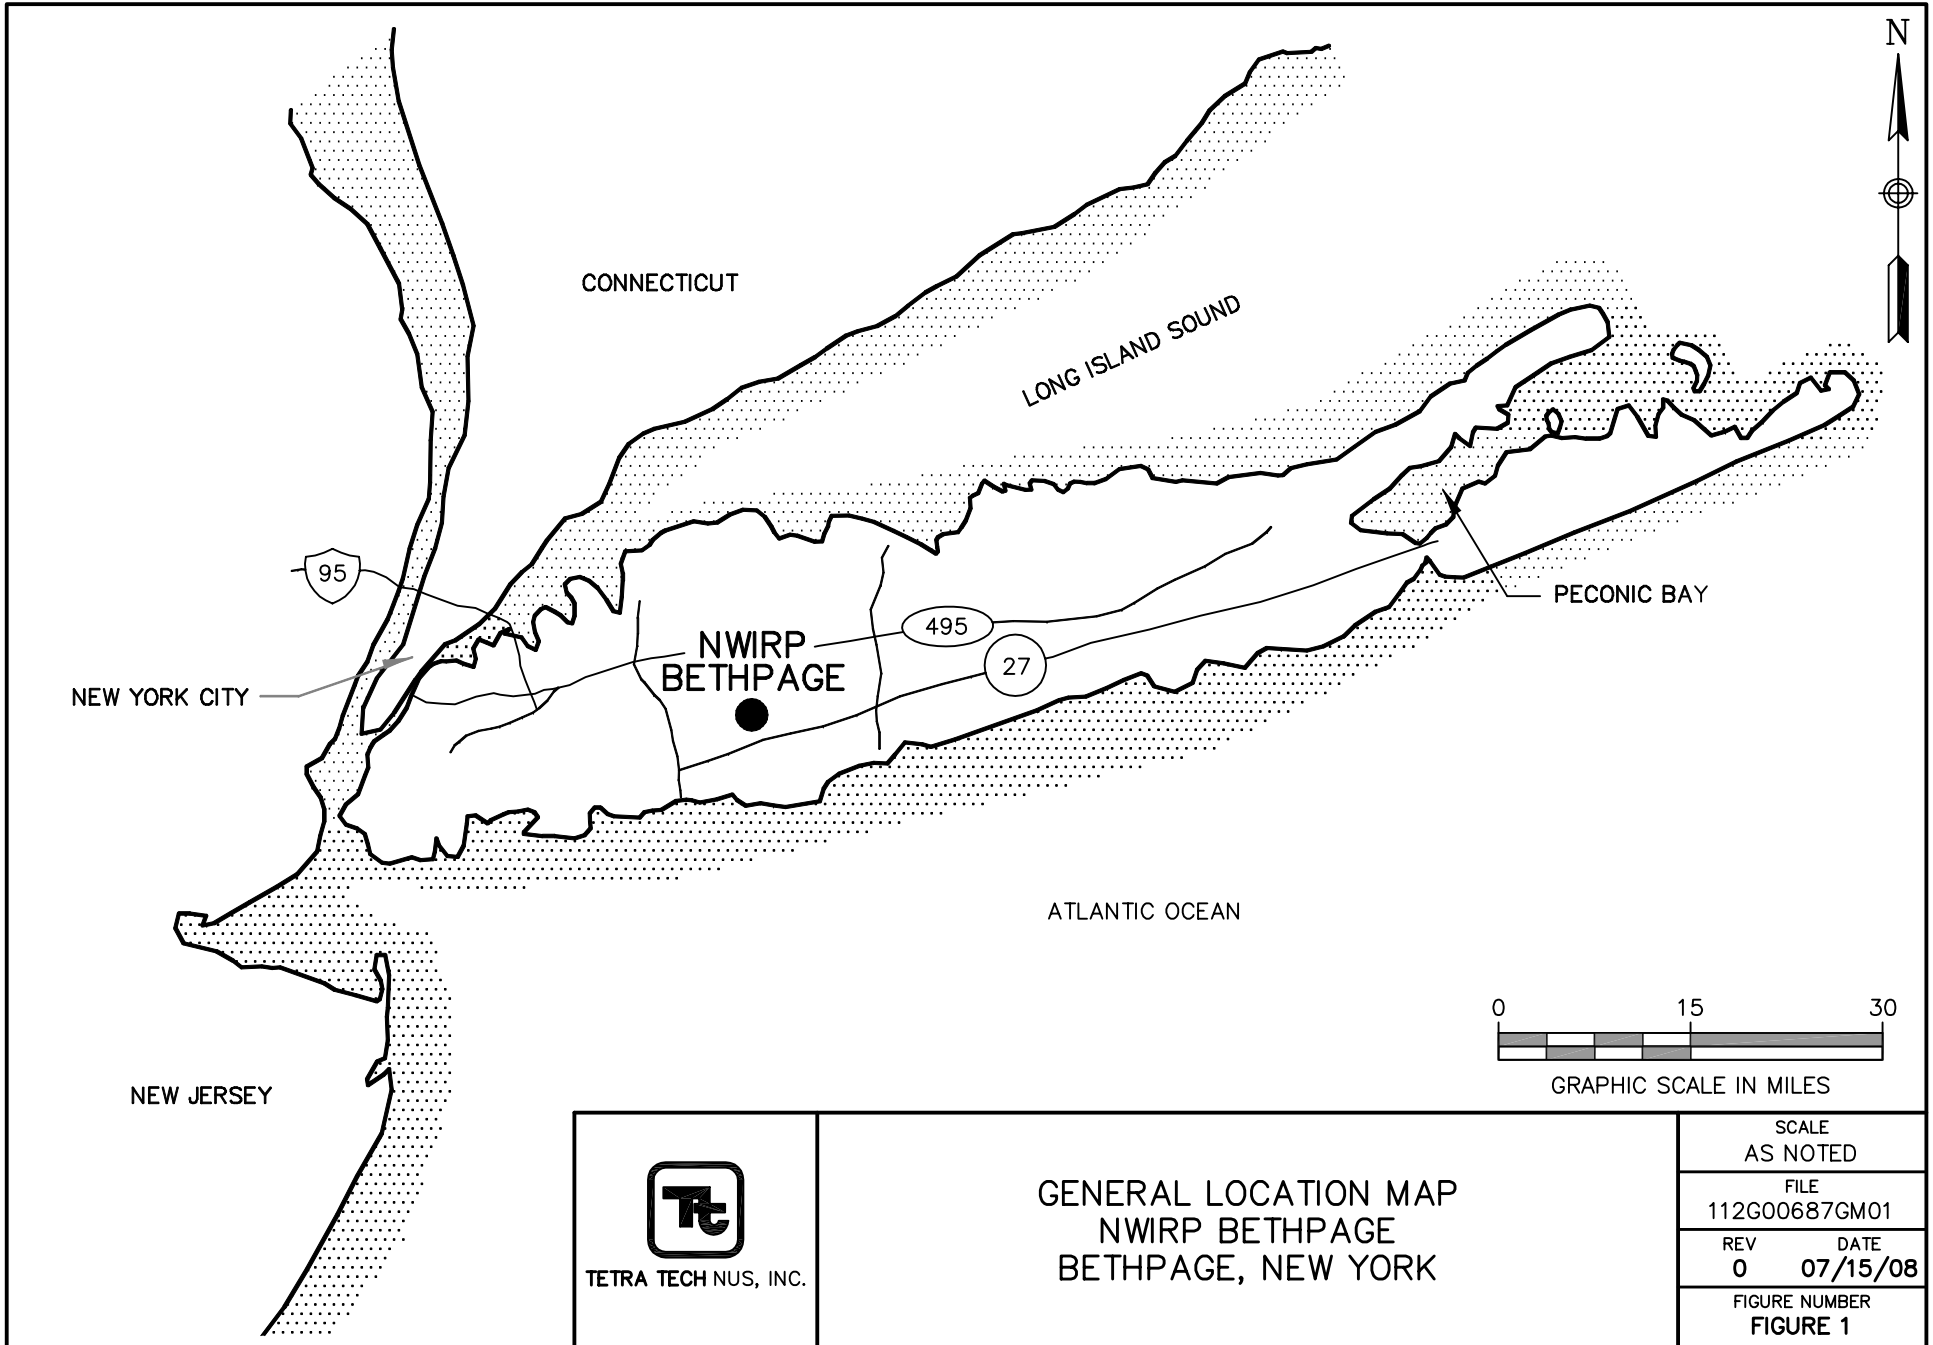 N
CONNECTICUT
LONG ISLAND SOUND
95
NWIRP
BETHPAGE
495
27
PECONIC BAY
NEW YORK CITY
ATLANTIC OCEAN
NEW JERSEY
0 15 30
GRAPHIC SCALE IN MILES
TETRA TECH NUS, INC.
GENERAL LOCATION MAP
NWIRP BETHPAGE
BETHPAGE, NEW YORK
SCALE
AS NOTED
FILE
112G00687GM01
REV DATE
0 07/15/08
FIGURE NUMBER
FIGURE 1